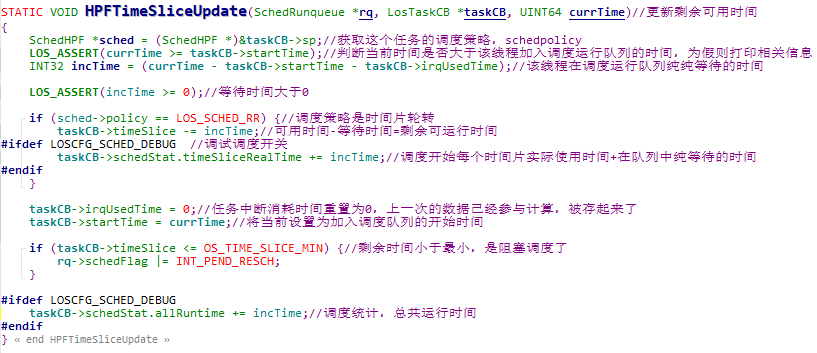 STATIC VOID HPFTimeSliceUpdate(SchedRunqueue *rq, LosTaskCB *taskCB, UINT64 currTime)//更新剩余可用时间
{
SchedHPF *sched = (SchedHPF *)&taskCB->sp;//获取这个任务的调度策略，schedpolicy
LOS_ASSERT(currTime >= taskCB->startTime);//判断当前时间是否大于该线程加入调度运行队列的时间，为假则打印相关信息
INT32 incTime = (currTime - taskCB->startTime - taskCB->irqUsedTime);//该线程在调度运行队列纯纯等待的时间
LOS_ASSERT(incTime >= 0);//等待时间大于0
if (sched->policy == LOS_SCHED_RR) {//调度策略是时间片轮转
taskCB->timeSlice -= incTime;//可用时间-等待时间=剩余可运行时间
#ifdef LOSCFG_SCHED_DEBUG //调试调度开关
taskCB->schedStat.timeSliceRealTime += incTime;//调度开始每个时间片实际使用时间+在队列中纯等待的时间
#endif
}
taskCB->irqUsedTime = 0;//任务中断消耗时间重置为0，上一次的数据已经参与计算，被存起来了
taskCB->startTime = currTime;//将当前设置为加入调度队列的开始时间
if (taskCB->timeSlice <= OS_TIME_SLICE_MIN) {//剩余时间小于最小，是阻塞调度了
rq->schedFlag |= INT_PEND_RESCH;
}
#ifdef LOSCFG_SCHED_DEBUG
taskCB->schedStat.allRuntime += incTime;//调度统计，总共运行时间
#endif
} « end HPFTimeSliceUpdate »